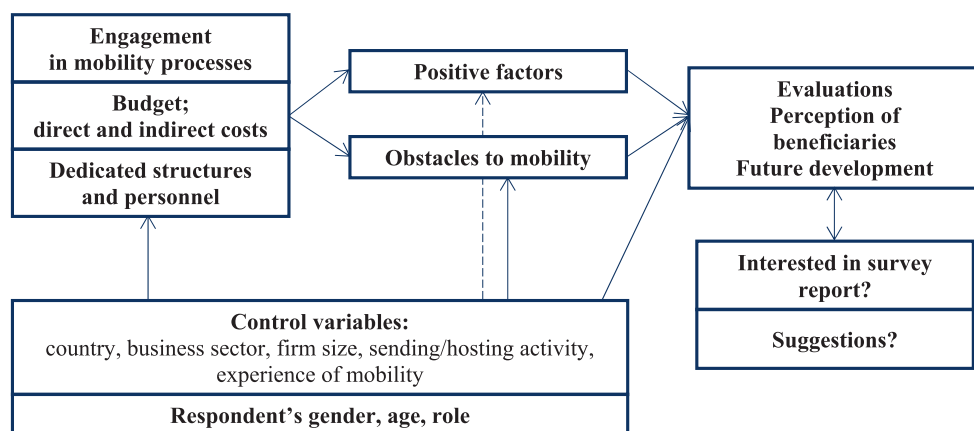 Engagement
in mobility processes
Budget;
direct and indirect costs
Dedicated structures
and personnel
Positive factors
Obstacles to mobility
Evaluations
Perception of
beneficiaries
Future development
Interested in survey
report?
Suggestions?
Control variables:
country, business sector, firm size, sending/hosting activity,
experience of mobility
Respondent’s gender, age, role